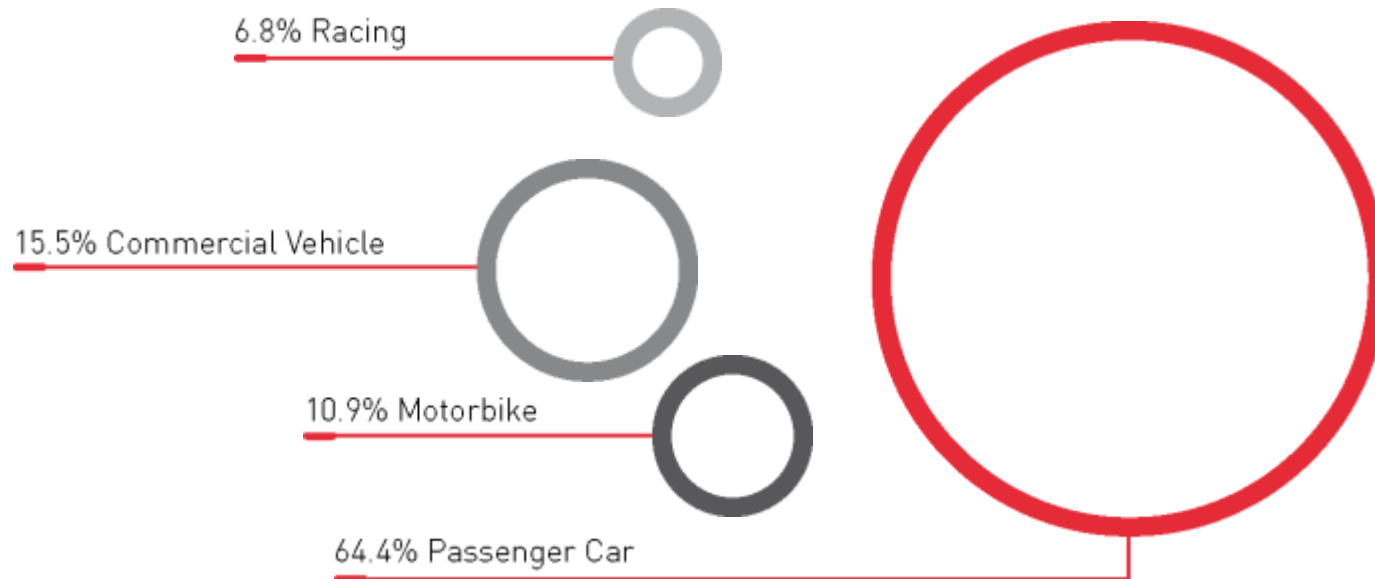 6.8% Racing
15.5% Commercial Vehicle
10.9% Motorbike
64.4% Passenger Car